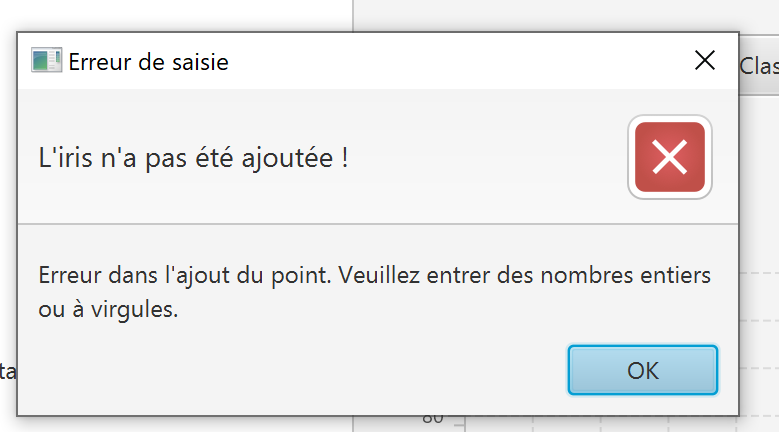 Erreur de saisie
Clas
L'iris n'a pas été ajoutée !
Erreur dans l'ajout du point. Veuillez entrer des nombres entiers
ou à virgules.
ta
OK
80